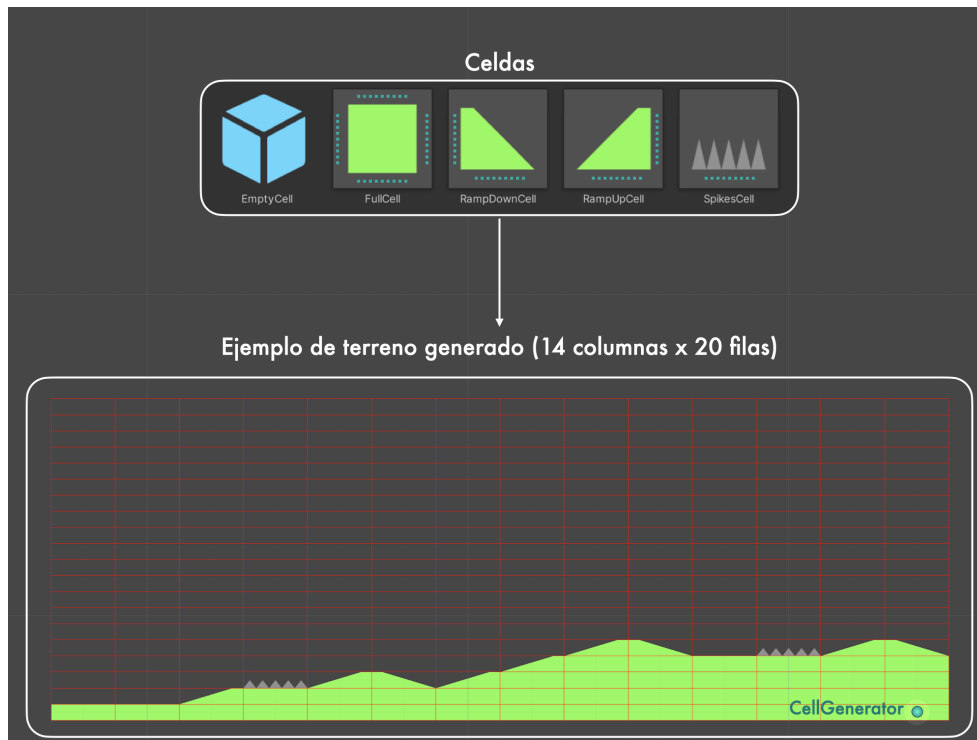 Celdas
EmptyCell
FullCell
RampDownCell
RampUpCell
SpikesCell
Ejemplo de terreno generado (14 columnas x 20 filas)
CellGenerator